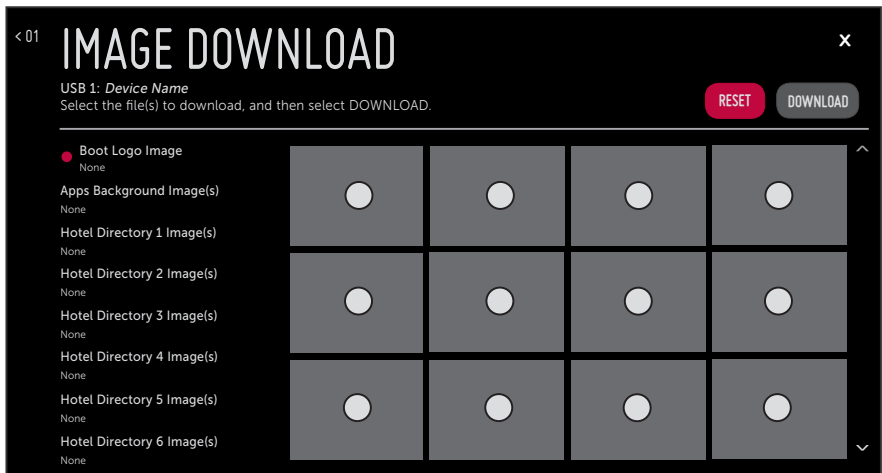 < 01
IMAGE DOWNLOAD
X
USB 1: Device Name
Select the file(s) to download, and then select DOWNLOAD.
RESET
DOWNLOAD
Boot Logo Image
None
Apps Background Image(s)
None
Hotel Directory 1 Image(s)
None
Hotel Directory 2 Image(s)
None
Hotel Directory 3 Image(s)
None
Hotel Directory 4 Image(s)
None
Hotel Directory 5 Image(s)
None
Hotel Directory 6 Image(s)
None